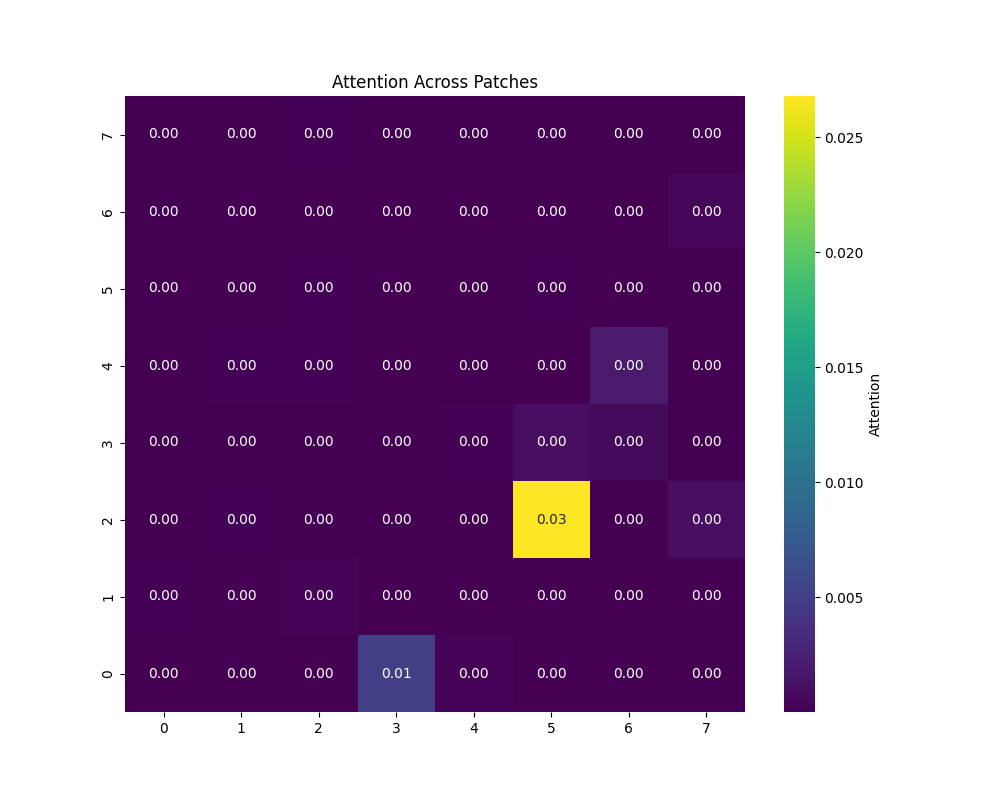 Attention Across Patches
7 0.00 0.00 0.00 0.00 0.00 0.00 0.00 0.00
6 0.00 0.00 0.00 0.00 0.00 0.00 0.00 0.00
5 0.00 0.00 0.00 0.00 0.00 0.00 0.00 0.00
4 0.00 0.00 0.00 0.00 0.00 0.00 0.00 0.00
3 0.00 0.00 0.00 0.00 0.00 0.00 0.00 0.00
2 0.00 0.00 0.00 0.00 0.00 0.03 0.00 0.00
1 0.00 0.00 0.00 0.00 0.00 0.00 0.00 0.00
0 0.00 0.00 0.00 0.01 0.00 0.00 0.00 0.00
0 1 2 3 4 5 6 7
0.025
0.020
0.015
0.010
0.005
Attention